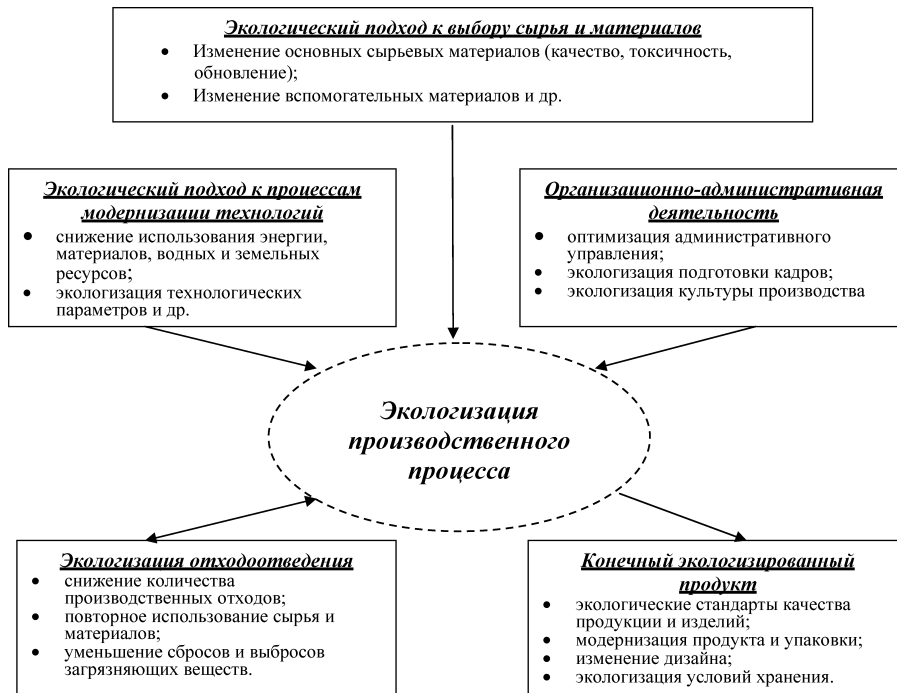 Экологический подход к выбору сырья и материалов
• Изменение основных сырьевых материалов (качество, токсичность,
обновление);
• Изменение вспомогательных материалов и др.
Экологический подход к процессам
модернизации технологий
• снижение использования энергии,
материалов, водных и земельных
ресурсов;
• экологизация технологических
параметров и др.
Организационно-административная
деятельность
• оптимизация административного
управления;
• экологизация подготовки кадров;
• экологизация культуры производства
Экологизация
производственного
процесса
Экологизация отходоотведения
• снижение количества
производственных отходов;
• повторное использование сырья и
материалов;
• уменьшение сбросов и выбросов
загрязняющих веществ.
Конечный экологизированный
продукт
• экологические стандарты качества
продукции и изделий;
• модернизация продукта и упаковки;
• изменение дизайна;
• экологизация условий хранения.